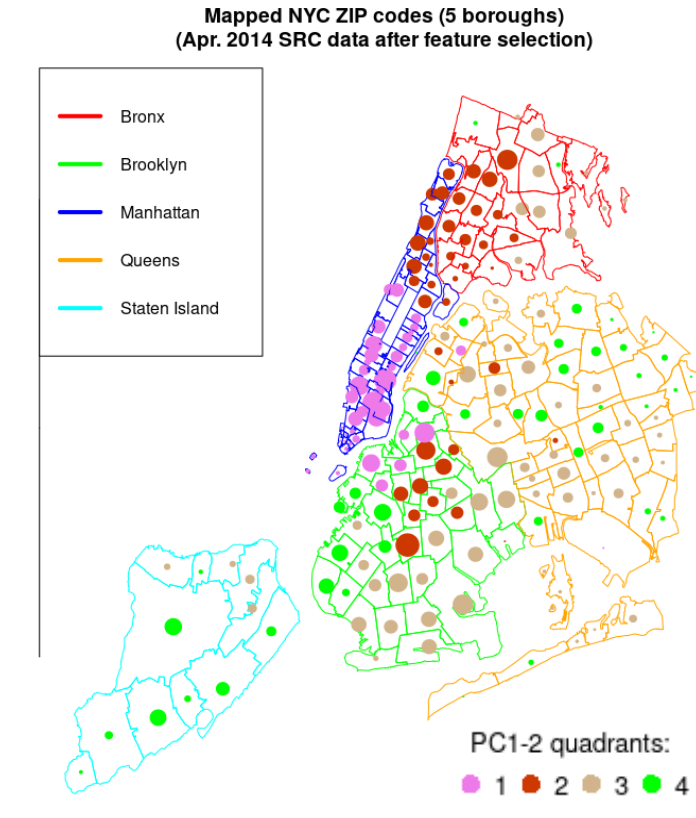 Mapped NYC ZIP codes (5 boroughs)
(Apr. 2014 SRC data after feature selection)
Bronx
Brooklyn
Manhattan
Queens
Staten Island
PC1-2 quadrants:
1 2 3 4